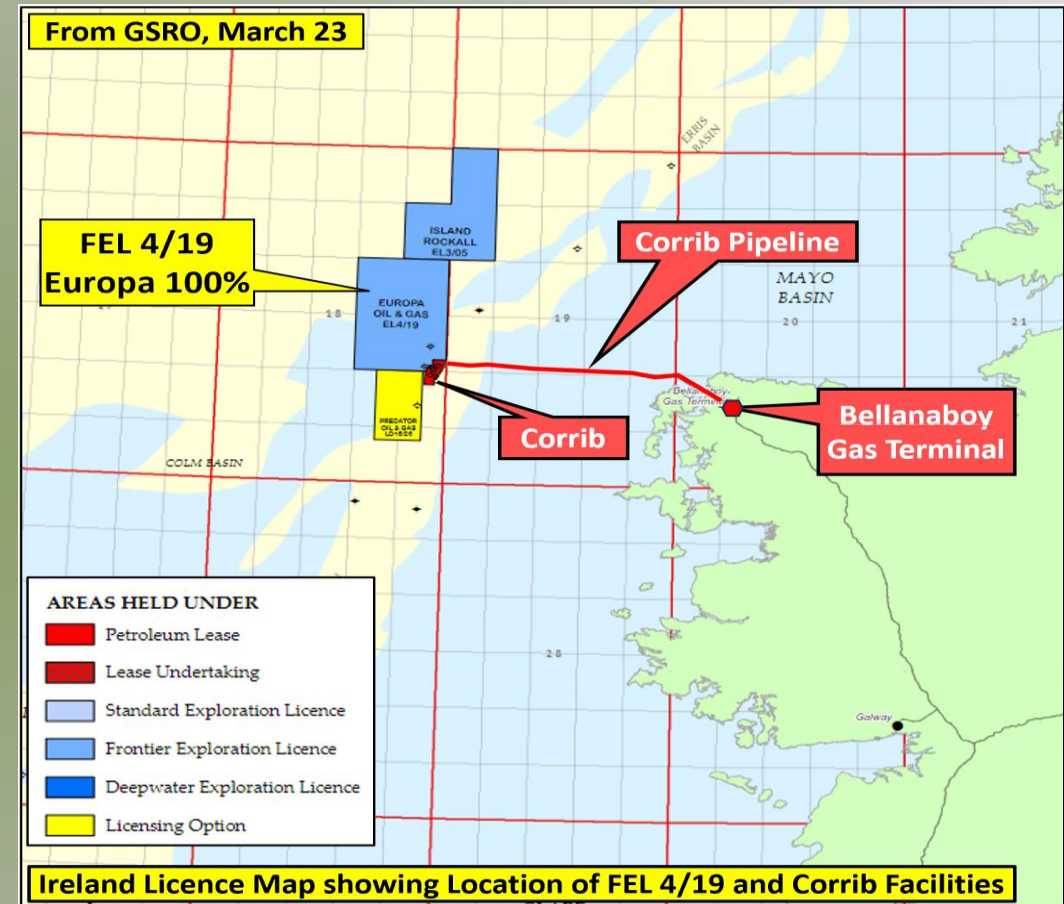 From GSRO, March 23
ERRIS
BASIN
ISLAND
ROCKALL
EL3/05
FEL 4/19
Europa 100%
Corrib Pipeline
MAYO
BASIN
EUROPA
OIL & GAS
EL4/19
18
19
20
21
Gas Terminal
Bellanaboy
Gas Terminal
Corrib
PREDATOR
OIL & GAS
COLM BASIN
AREAS HELD UNDER
Petroleum Lease
Lease Undertaking
Standard Exploration Licence
Frontier Exploration Licence
Deepwater Exploration Licence
Licensing Option
28
Galway
Ireland Licence Map showing Location of FEL 4/19 and Corrib Facilities